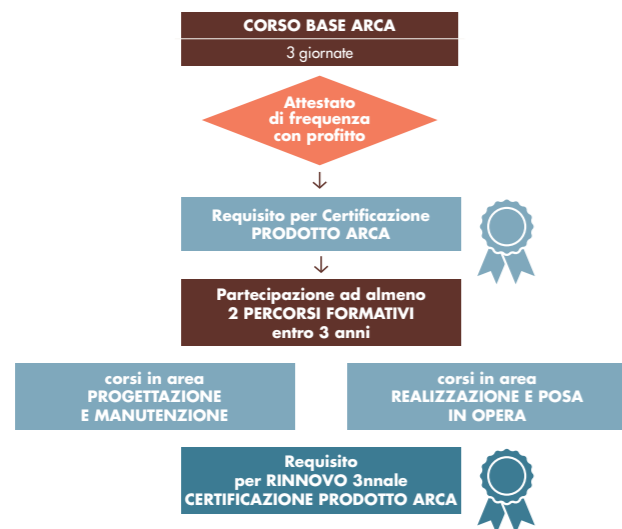 CORSO BASE ARCA
3 giornate
Attestato
di frequenza
con profitto
Requisito per Certificazione
PRODOTTO ARCA
Partecipazione ad almeno
2 PERCORSI FORMATIVI
entro 3 anni
corsi in area
PROGETTAZIONE
E MANUTENZIONE
corsi in area
REALIZZAZIONE E POSA
IN OPERA
Requisito
per RINNOVO 3nnale
CERTIFICAZIONE PRODOTTO ARCA